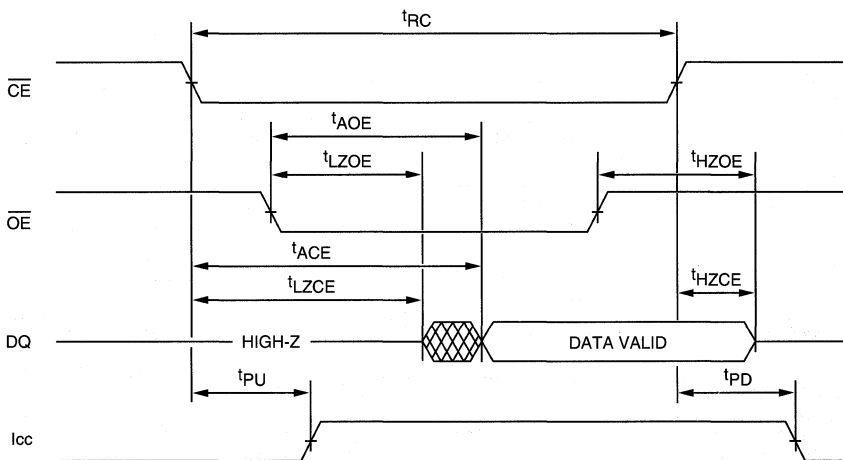 tRC
CE
tAOE
tLZOE
tHZOE
OE
tACE
tLZCE
tHZCE
DQ
HIGH-Z
DATA VALID
tPU
tPD
Icc